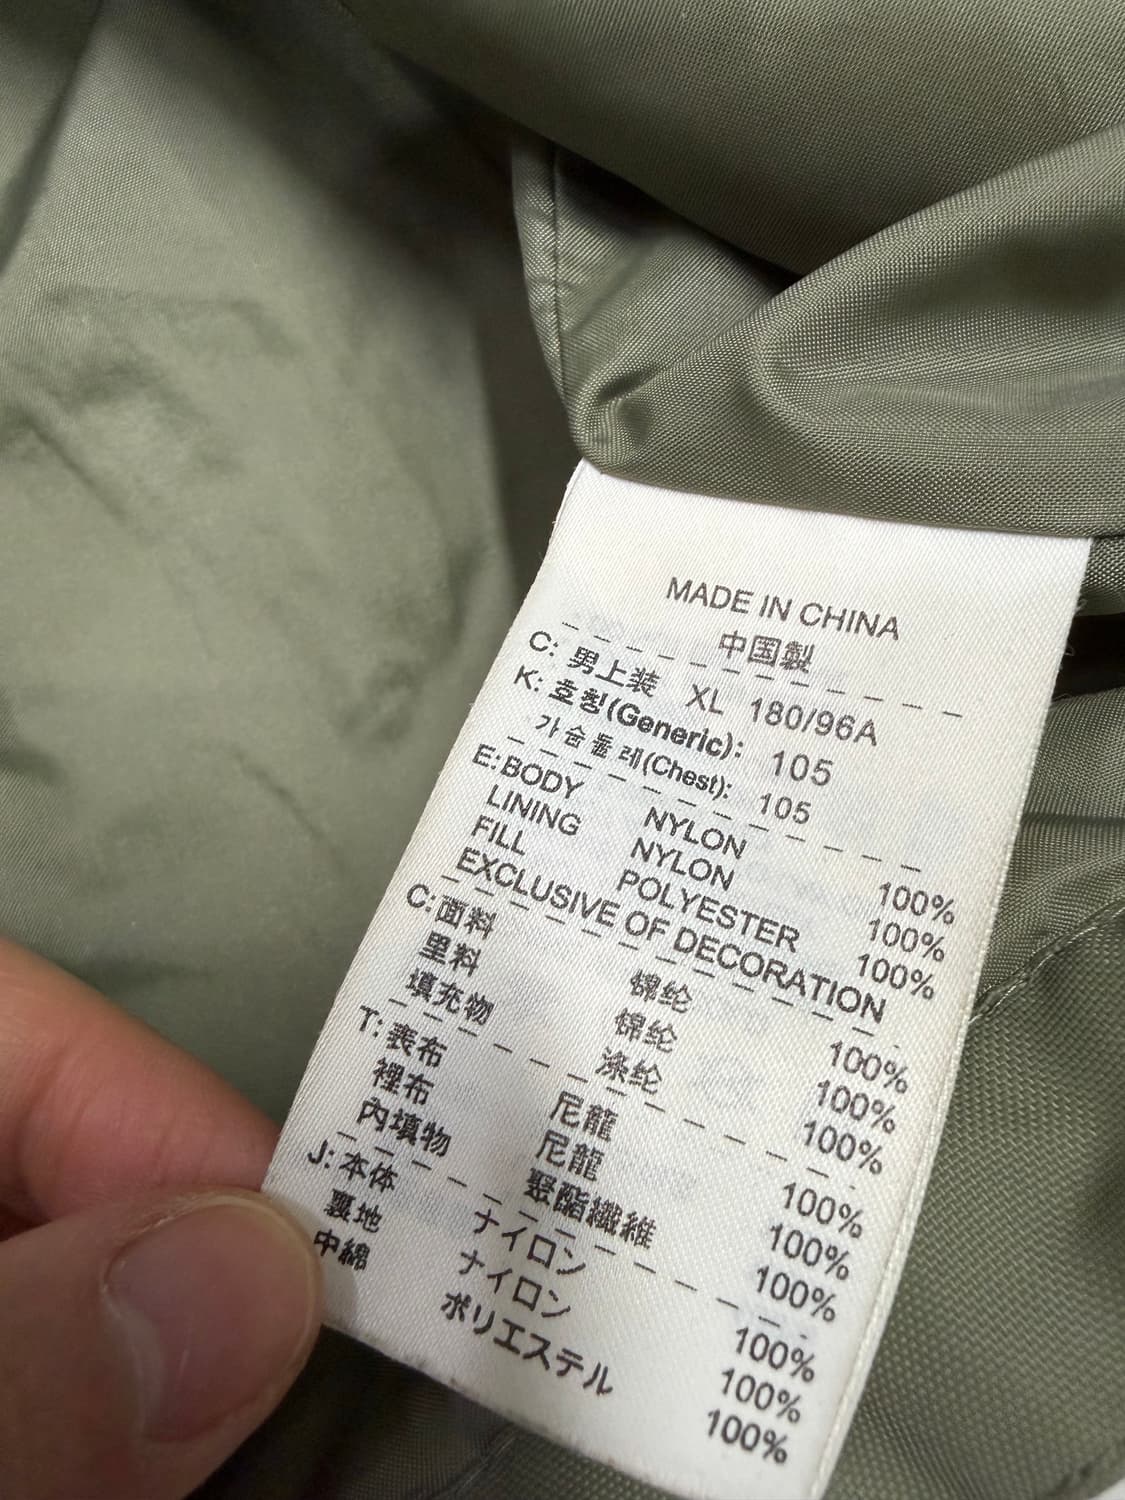 MADE IN CHINA
中国製
C: 男上装 XL 180/96A
K: 호칭(Generic): 105
가슴둘레(Chest): 105
E: BODY NYLON 100%
LINING NYLON 100%
FILL POLYESTER 100%
EXCLUSIVE OF DECORATION
C: 面料 锦纶 100%
里料 锦纶 100%
填充物 涤纶 100%
T: 表布 尼龍 100%
裡布 尼龍 100%
內填物 聚酯纖維 100%
J: 本体 ナイロン 100%
裏地 ナイロン 100%
中綿 ポリエステル 100%